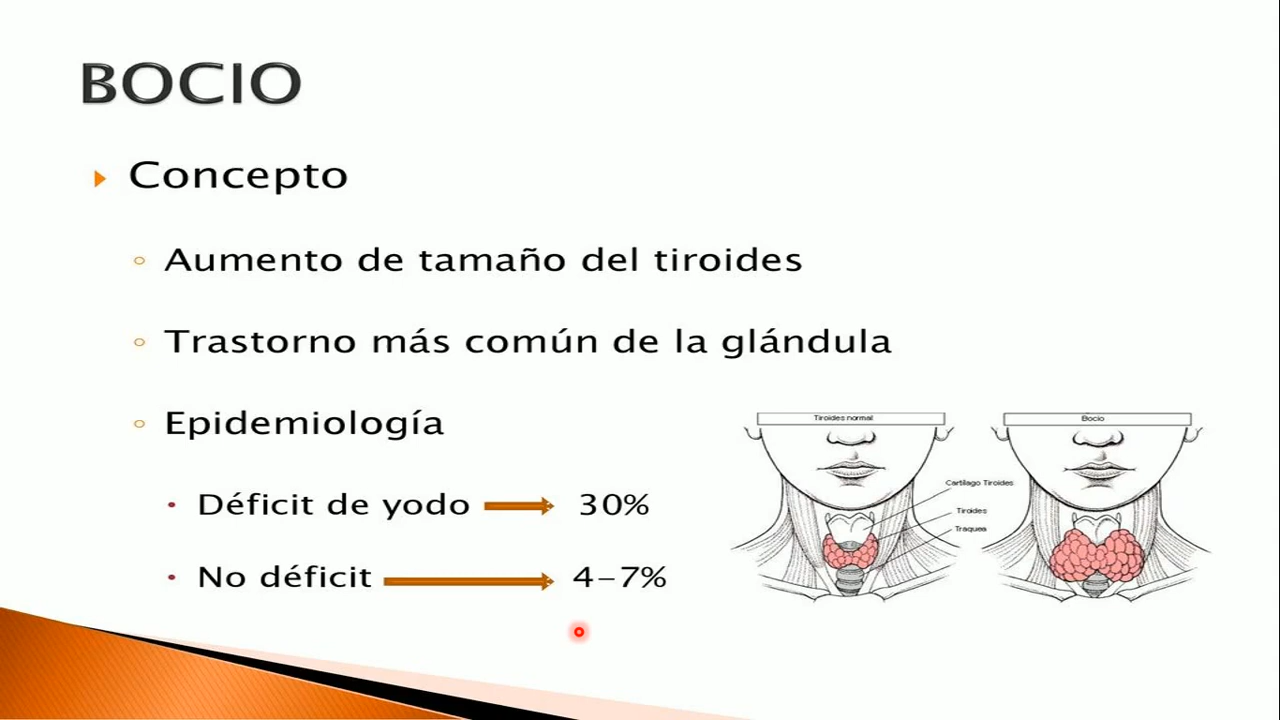 BOCIO
Concepto
Aumento de tamaño del tiroides
Trastorno más común de la glándula
Epidemiología
Déficit de yodo 30%
No déficit 4-7%
Tiroides normal
Bocio
Cartílago Tiroides
Tiroides
Traquea